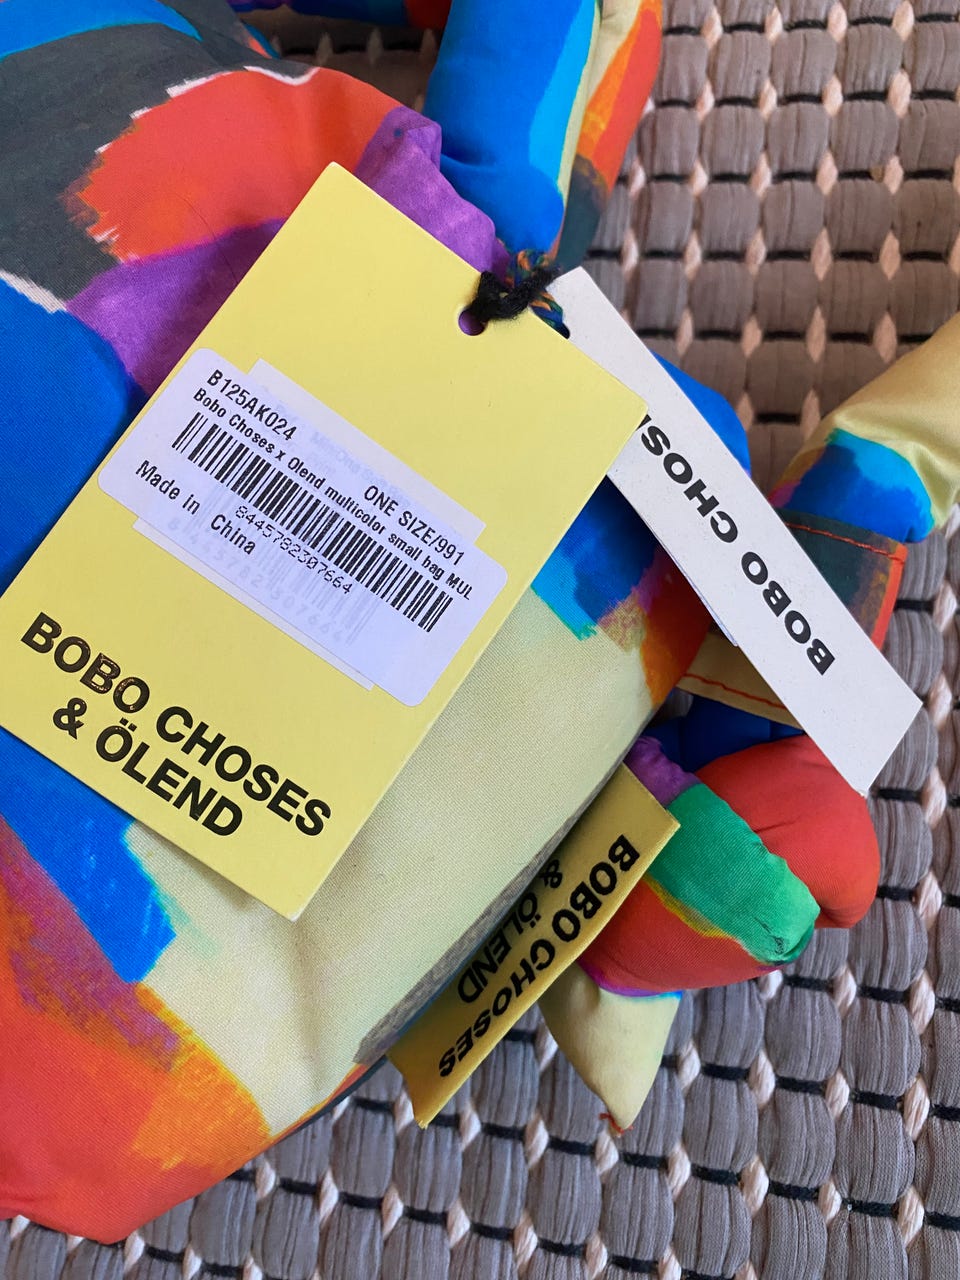 B125AK024
Bobo Choses x Olend multicolor small bag MUL
ONE SIZE/991
8445782307664
Made in China
BOBO CHOSES
& ÖLEND
BOBO CHOSE
BOBO CHOSES
& ÖLEND